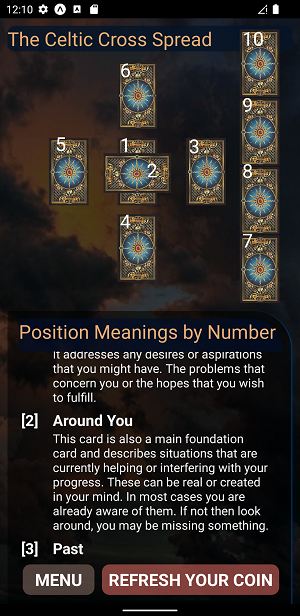 12:10
The Celtic Cross Spread
10
6
9
5
1
3
2
8
4
7
Position Meanings by Number
It addresses any desires or aspirations
that you might have. The problems that
concern you or the hopes that you wish
to fulfill.
[2] Around You
This card is also a main foundation
card and describes situations that are
currently helping or interfering with your
progress. These can be real or created
in your mind. In most cases you are
already aware of them. If not then look
around, you may be missing something.
[3] Past
MENU
REFRESH YOUR COIN